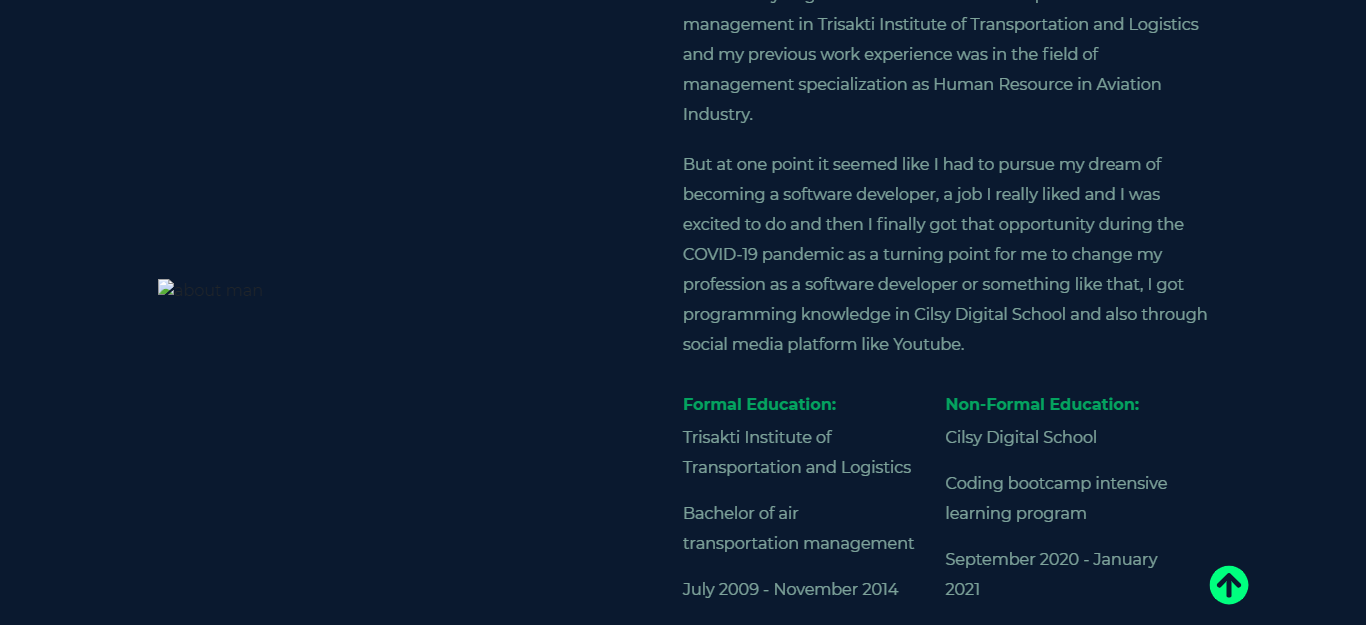 management in Trisakti Institute of Transportation and Logistics
and my previous work experience was in the field of
management specialization as Human Resource in Aviation
Industry.
But at one point it seemed like I had to pursue my dream of
becoming a software developer, a job I really liked and I was
excited to do and then I finally got that opportunity during the
COVID-19 pandemic as a turning point for me to change my
profession as a software developer or something like that, I got
programming knowledge in Cilsy Digital School and also through
social media platform like Youtube.
about man
Formal Education:
Trisakti Institute of
Transportation and Logistics
Bachelor of air
transportation management
July 2009 - November 2014
Non-Formal Education:
Cilsy Digital School
Coding bootcamp intensive
learning program
September 2020 - January
2021